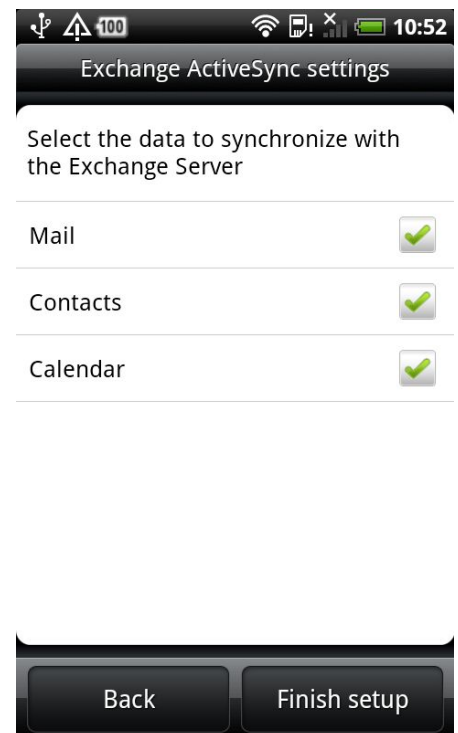 100 10:52
Exchange ActiveSync settings
Select the data to synchronize with
the Exchange Server
Mail
Contacts
Calendar
Back Finish setup